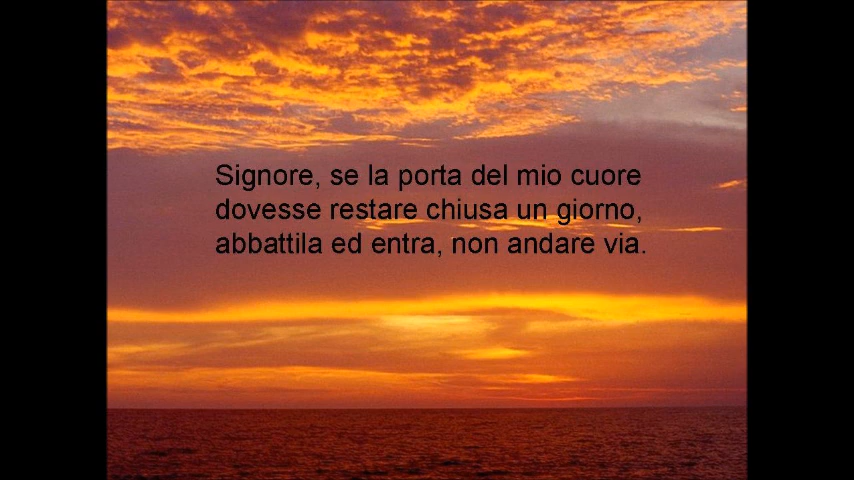 Signore, se la porta del mio cuore
dovesse restare chiusa un giorno,
abbattila ed entra, non andare via.